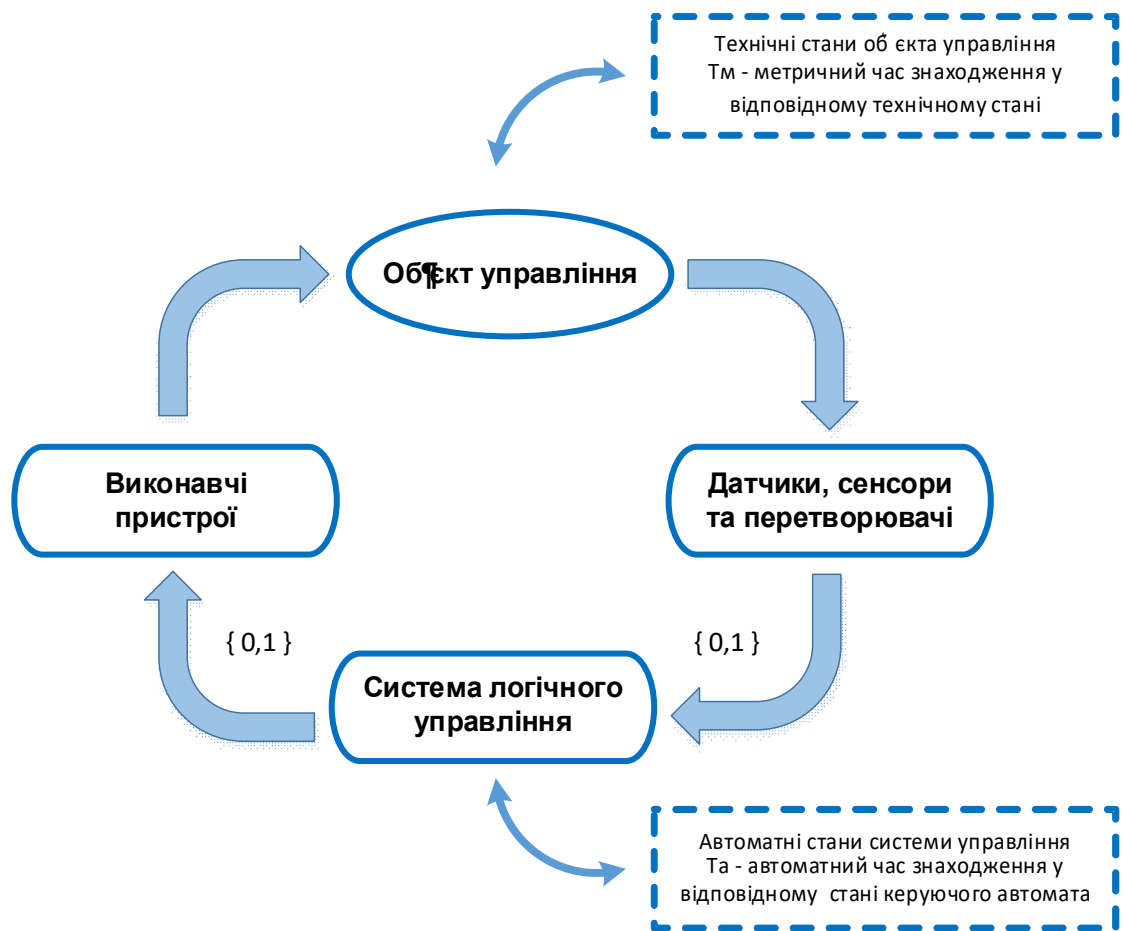 Технічні стани об'єкта управління
Тм - метричний час знаходження у
відповідному технічному стані
Об¶єкт управління
Виконавчі
пристрої
Датчики, сенсори
та перетворювачі
{ 0,1 }
{ 0,1 }
Система логічного
управління
Автоматні стани системи управління
Та - автоматний час знаходження у
відповідному стані керуючого автомата